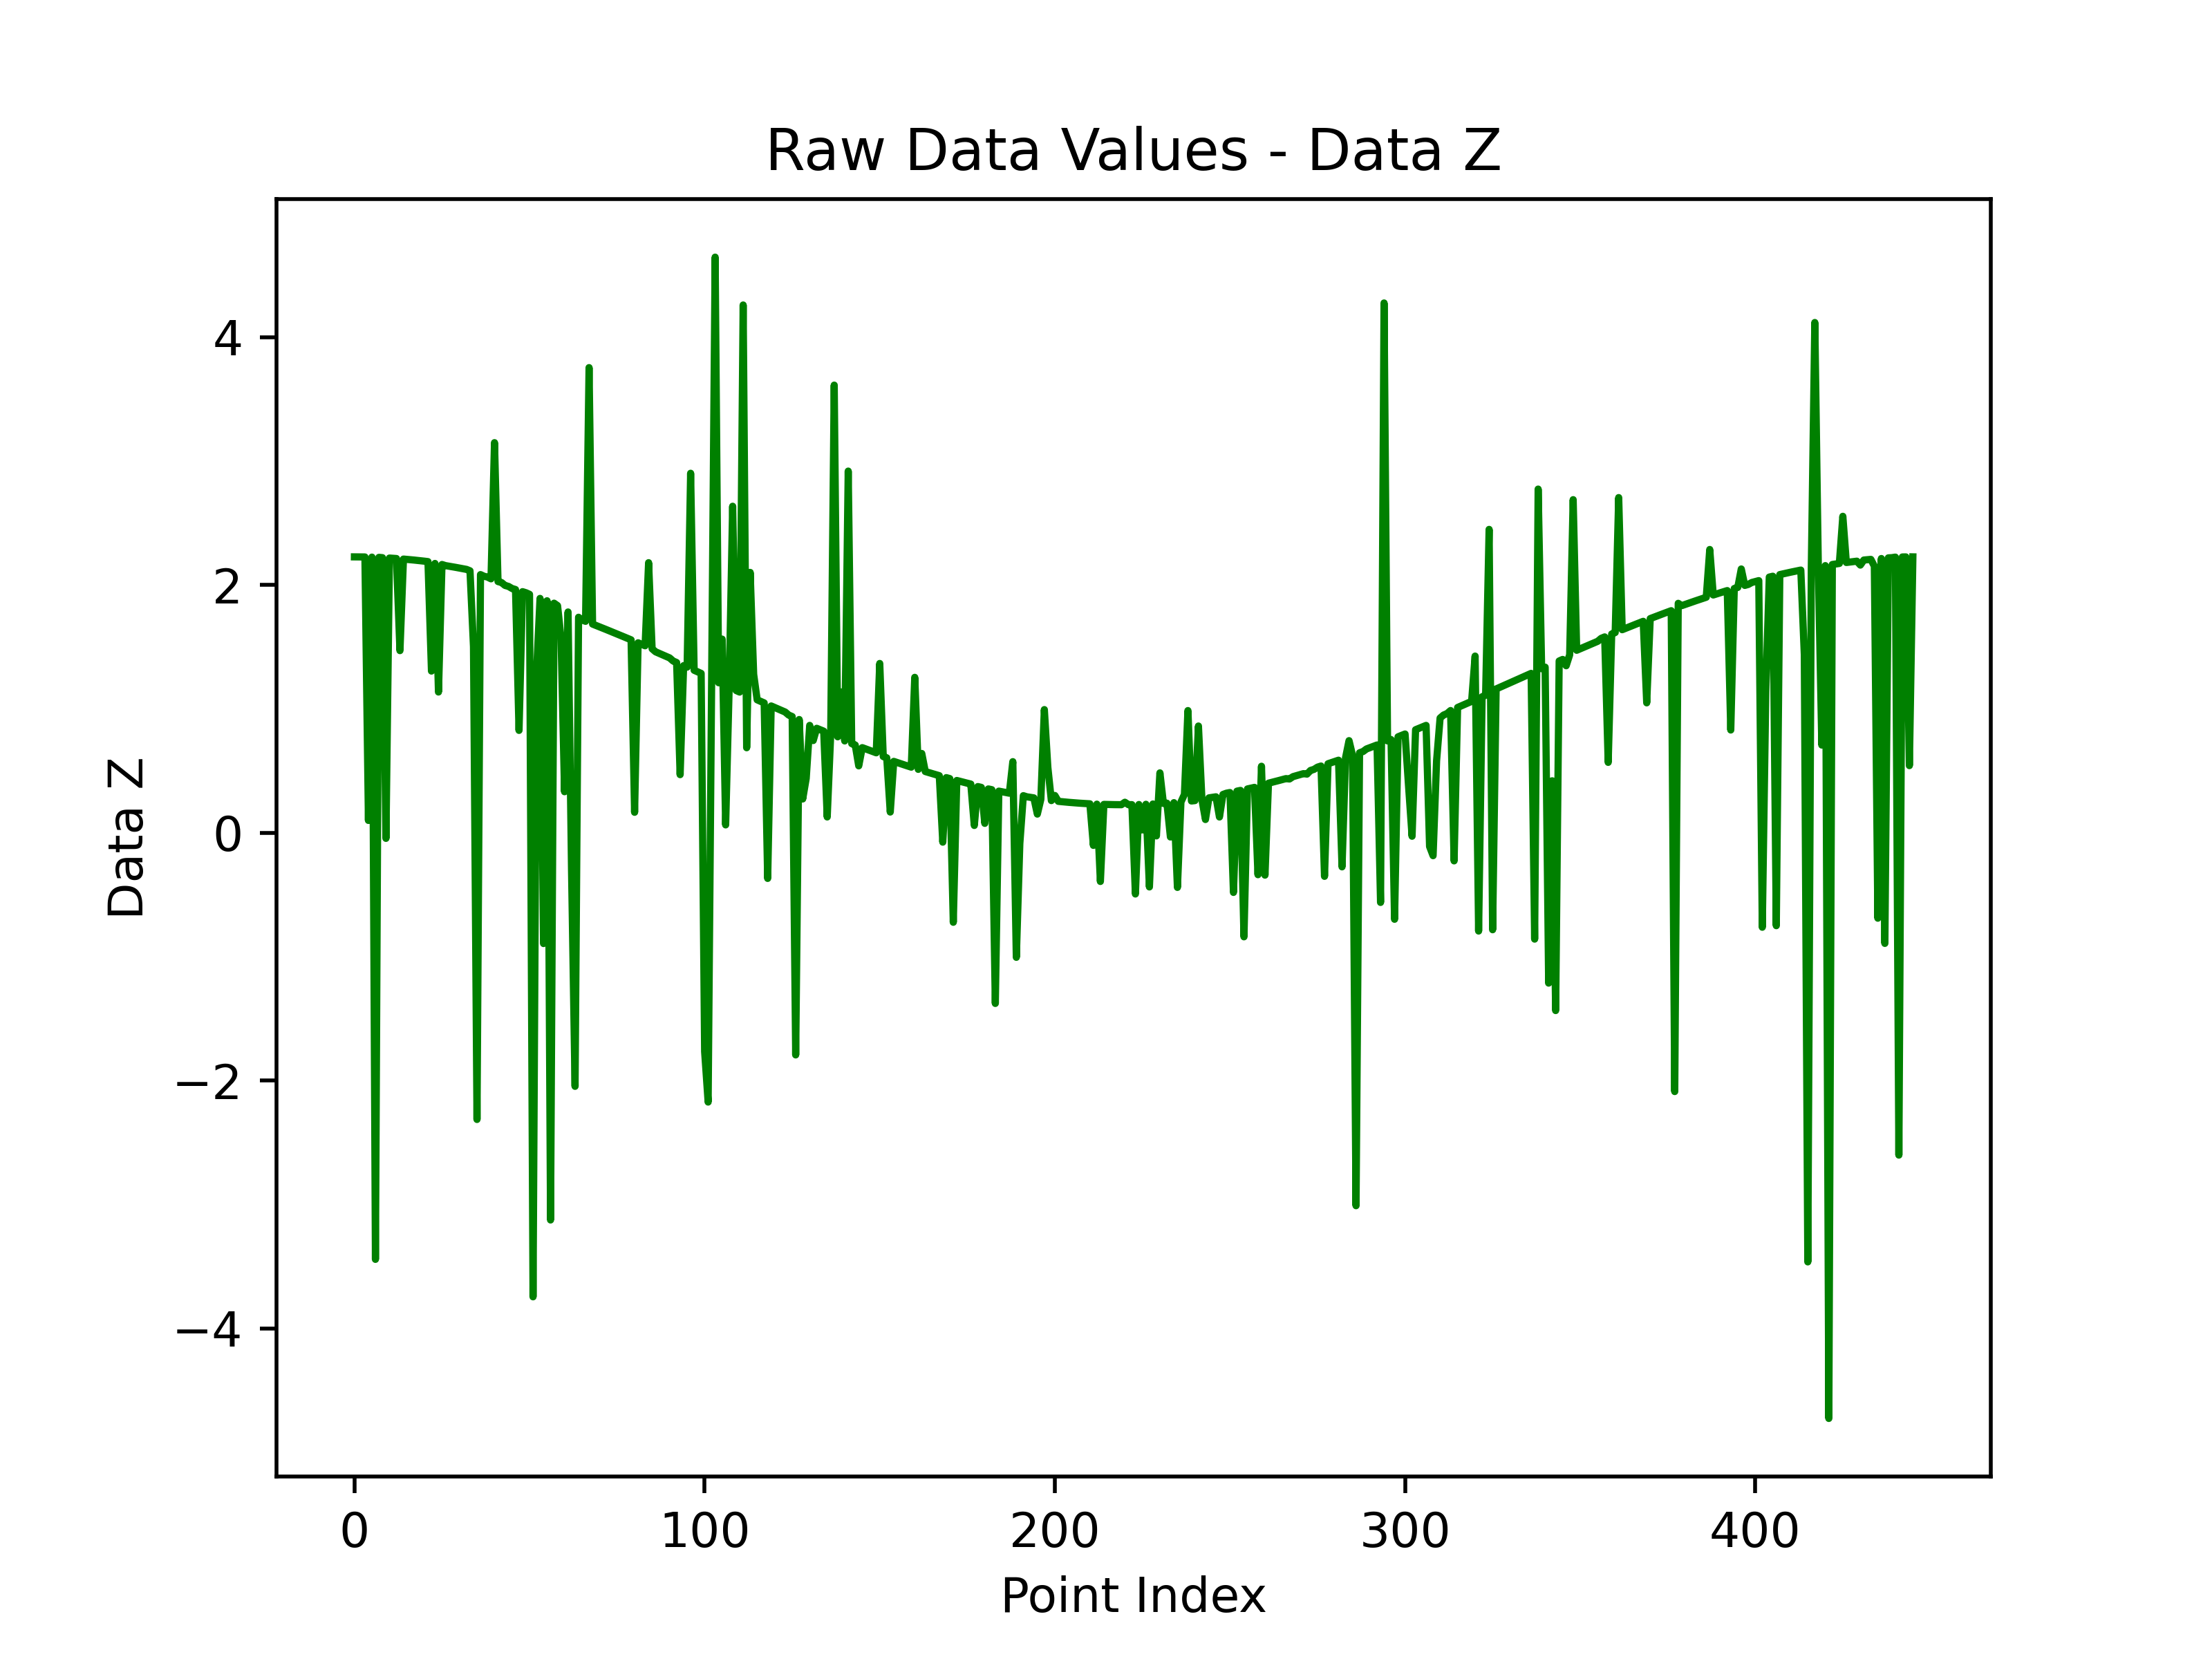 Raw Data Values - Data Z
4
2
0
−2
−4
Data Z
0 100 200 300 400
Point Index